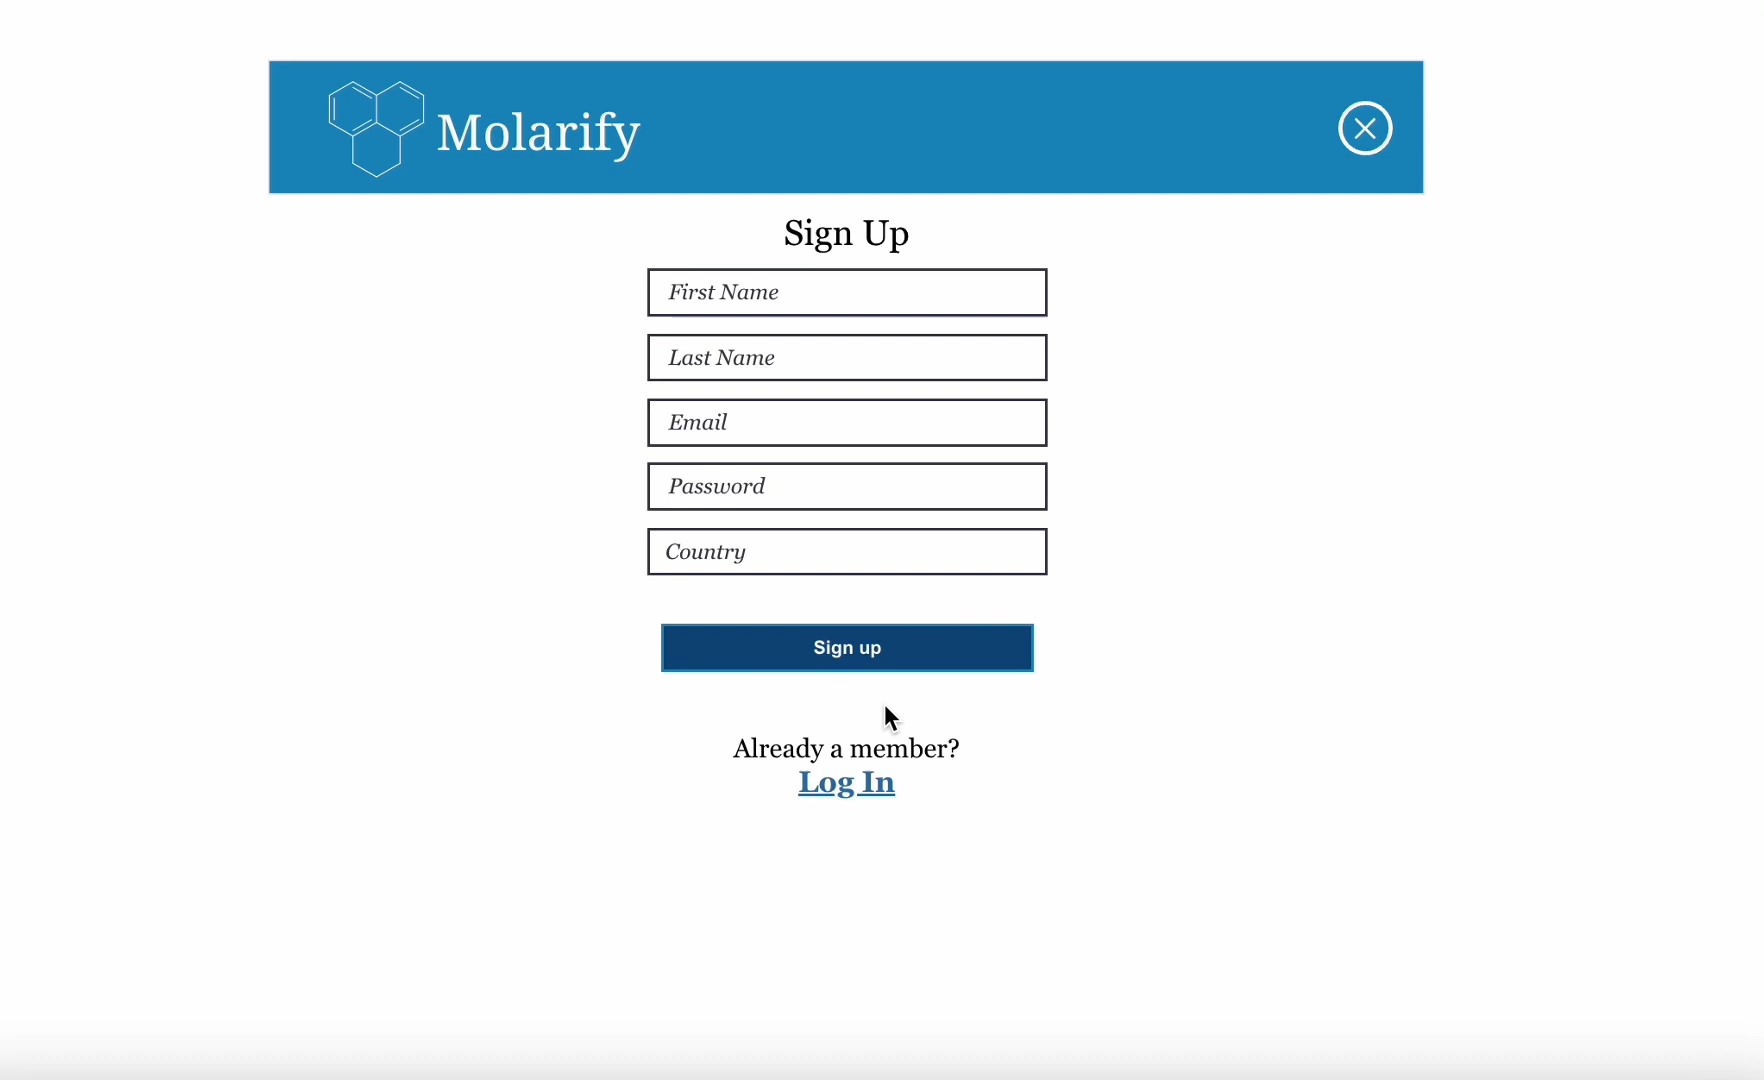 Molarify
Sign Up
First Name
Last Name
Email
Password
Country
Sign up
Already a member?
Log In